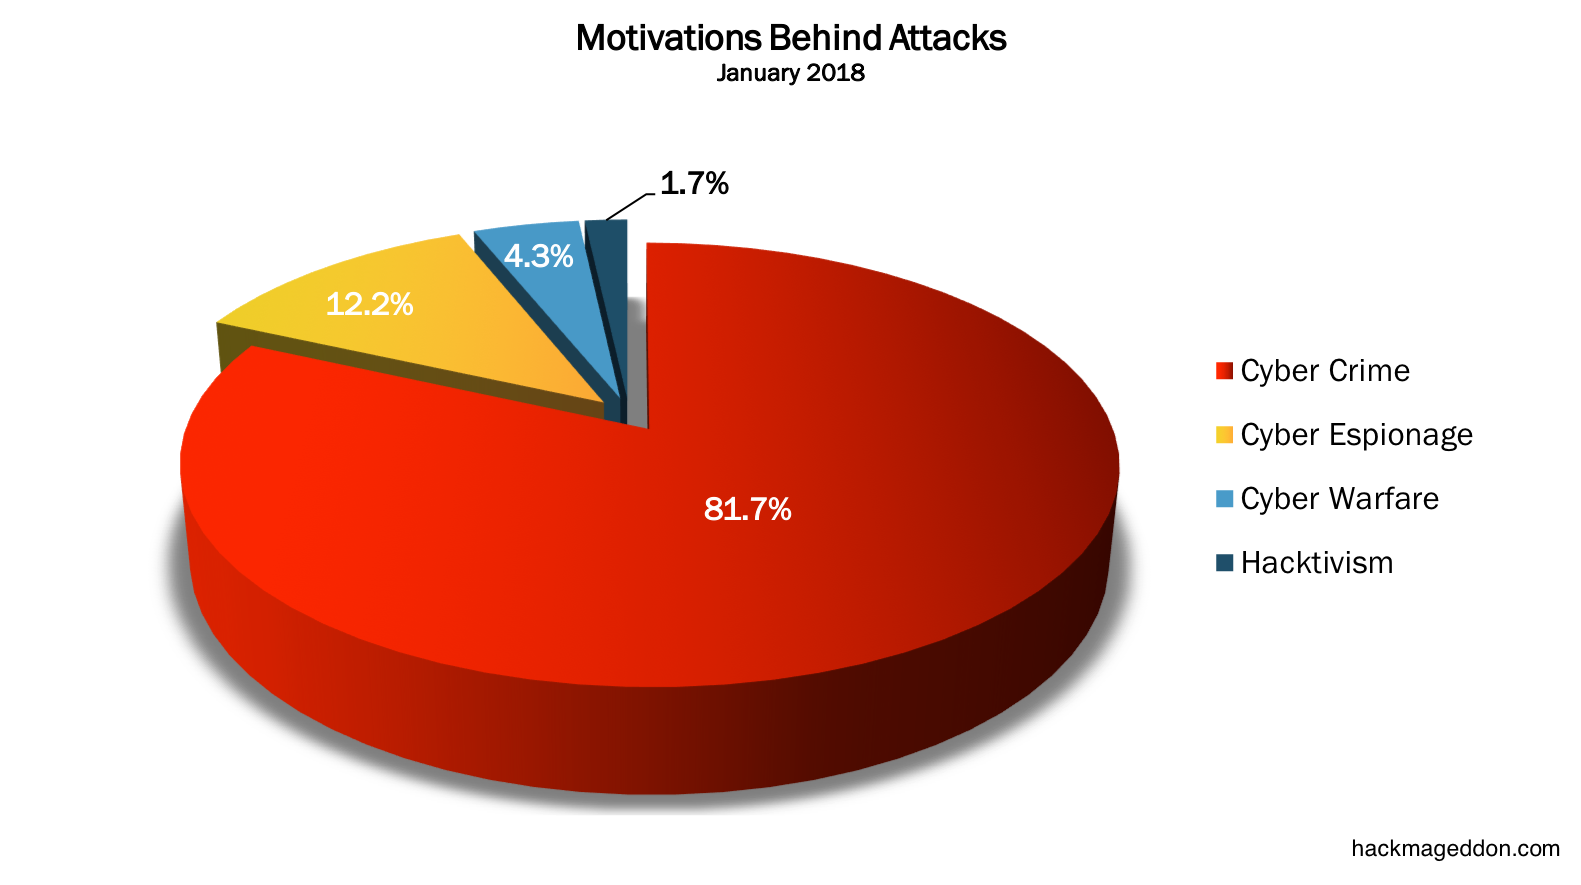 Motivations Behind Attacks
January 2018
1.7%
4.3%
12.2%
81.7%
Cyber Crime
Cyber Espionage
Cyber Warfare
Hacktivism
hackmageddon.com